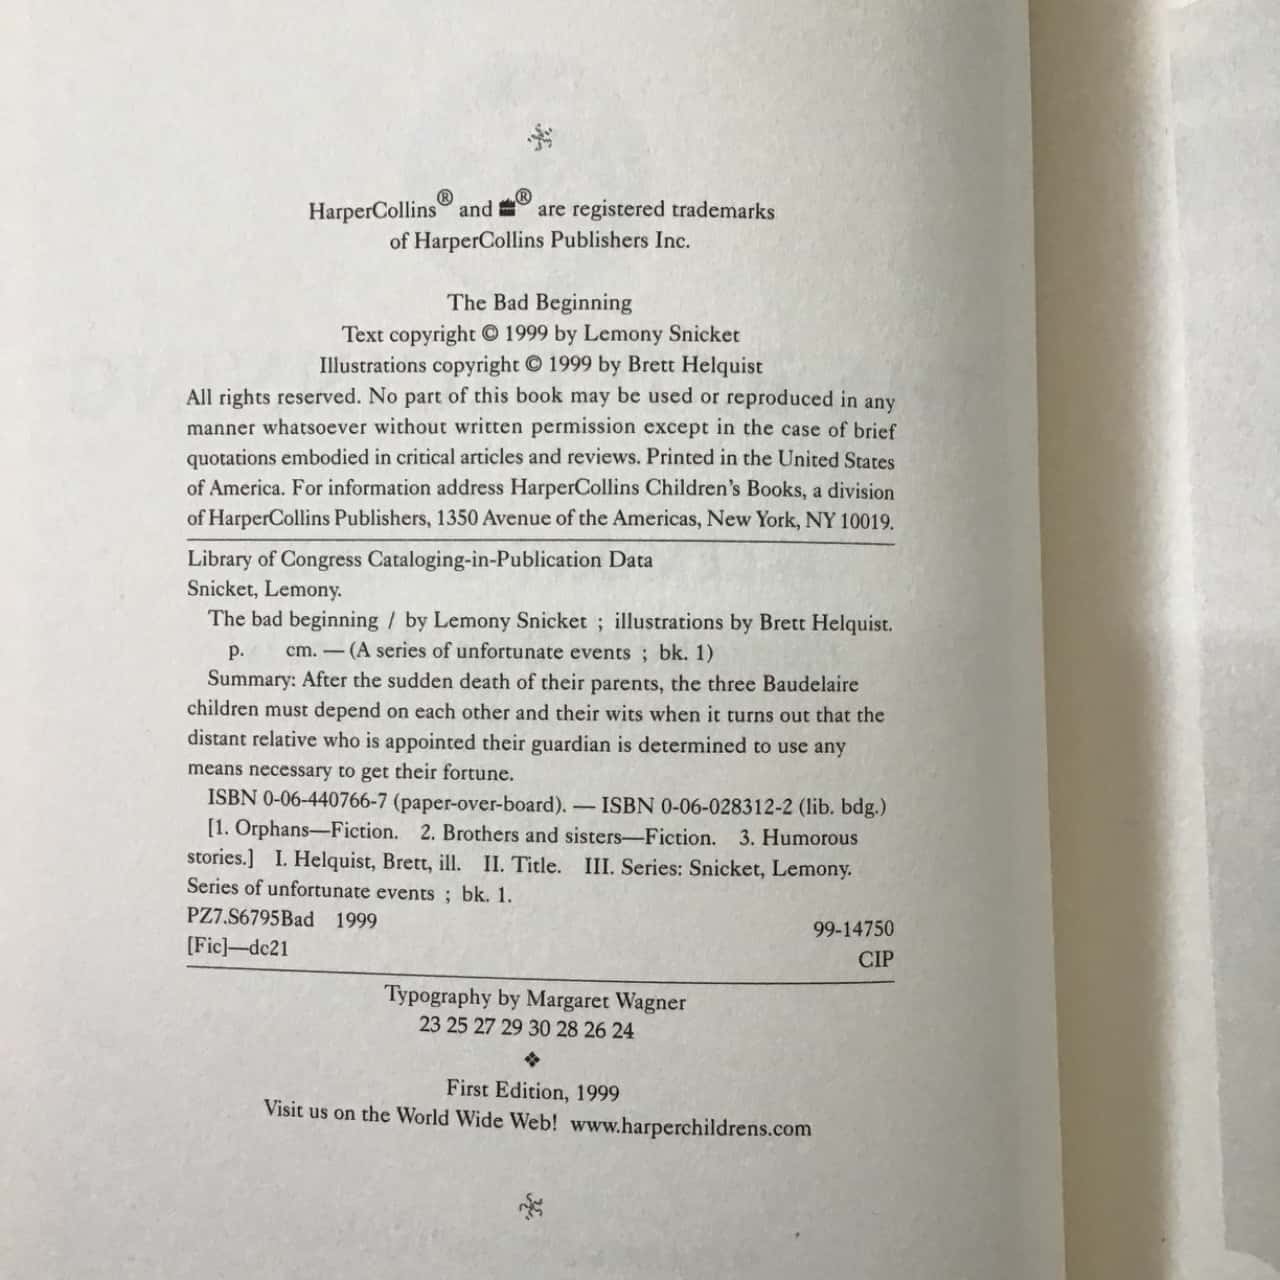 HarperCollins® and ® are registered trademarks
of HarperCollins Publishers Inc.
The Bad Beginning
Text copyright © 1999 by Lemony Snicket
Illustrations copyright © 1999 by Brett Helquist
All rights reserved. No part of this book may be used or reproduced in any
manner whatsoever without written permission except in the case of brief
quotations embodied in critical articles and reviews. Printed in the United States
of America. For information address HarperCollins Children's Books, a division
of HarperCollins Publishers, 1350 Avenue of the Americas, New York, NY 10019.
Library of Congress Cataloging-in-Publication Data
Snicket, Lemony.
The bad beginning / by Lemony Snicket ; illustrations by Brett Helquist.
p. cm. — (A series of unfortunate events ; bk. 1)
Summary: After the sudden death of their parents, the three Baudelaire
children must depend on each other and their wits when it turns out that the
distant relative who is appointed their guardian is determined to use any
means necessary to get their fortune.
ISBN 0-06-440766-7 (paper-over-board). — ISBN 0-06-028312-2 (lib. bdg.)
[1. Orphans—Fiction. 2. Brothers and sisters—Fiction. 3. Humorous
stories.] I. Helquist, Brett, ill. II. Title. III. Series: Snicket, Lemony.
Series of unfortunate events ; bk. 1.
PZ7.S6795Bad 1999 99-14750
[Fic]—dc21 CIP
Typography by Margaret Wagner
23 25 27 29 30 28 26 24
❖
First Edition, 1999
Visit us on the World Wide Web! www.harperchildrens.com